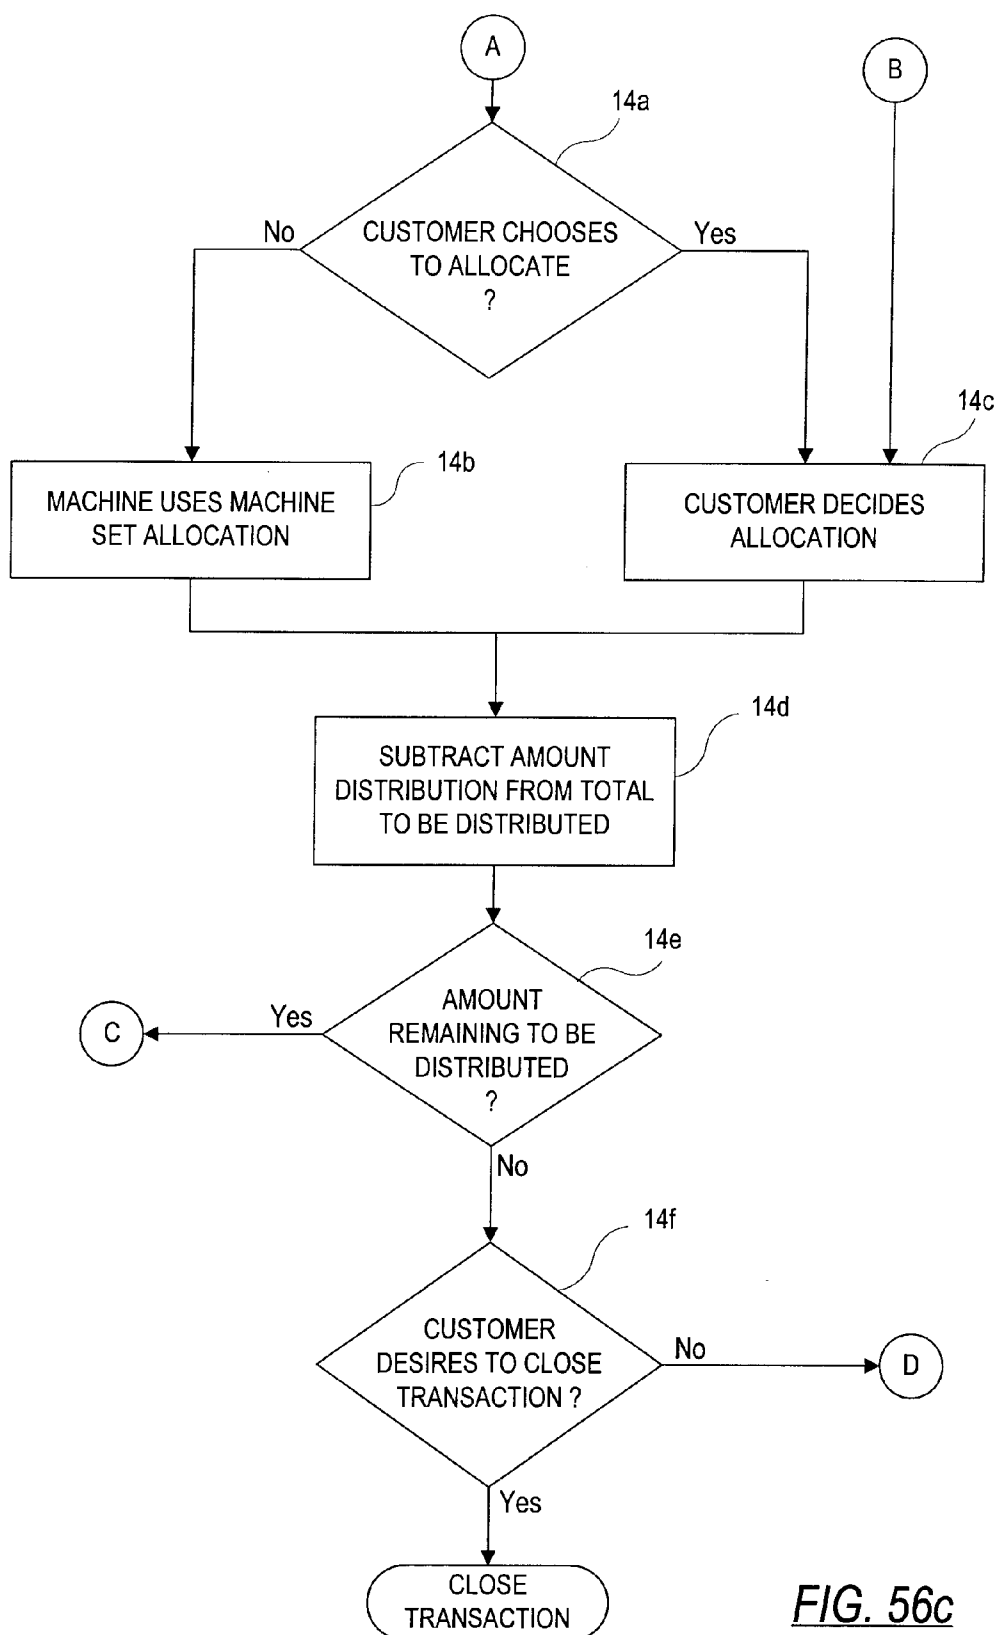 A
B
14a
No
CUSTOMER CHOOSES
TO ALLOCATE
?
Yes
14b
14c
MACHINE USES MACHINE
SET ALLOCATION
CUSTOMER DECIDES
ALLOCATION
14d
SUBTRACT AMOUNT
DISTRIBUTION FROM TOTAL
TO BE DISTRIBUTED
14e
C
Yes
AMOUNT
REMAINING TO BE
DISTRIBUTED
?
No
14f
CUSTOMER
DESIRES TO CLOSE
TRANSACTION ?
No
D
Yes
CLOSE
TRANSACTION
FIG. 56c